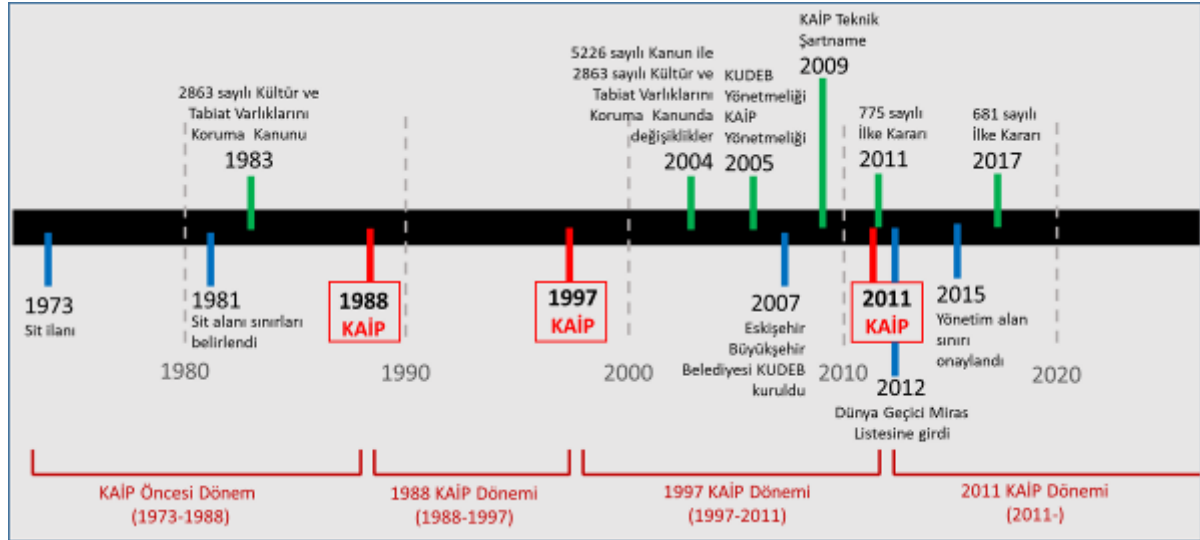 2863 sayılı Kültür ve
Tabiat Varlıklarını
Koruma Kanunu
1983
5226 sayılı Kanun ile
2863 sayılı Kültür ve
Tabiat Varlıklarını
Koruma Kanunda
değişiklikler
2004
KUDEB
Yönetmeliği
KAİP
Yönetmeliği
2005
KAİP Teknik
Şartname
2009
775 sayılı
İlke Kararı
2011
681 sayılı
İlke Kararı
2017
1973
Sit ilanı
1981
Sit alanı sınırları
belirlendi
1988
KAİP
1997
KAİP
2007
Eskişehir
Büyükşehir
Belediyesi KUDEB
kuruldu
2011
KAİP
2012
Dünya Geçici Miras
Listesine girdi
2015
Yönetim alan
sınırı
onaylandı
1980
1990
2000
2010
2020
KAİP Öncesi Dönem
(1973-1988)
1988 KAİP Dönemi
(1988-1997)
1997 KAİP Dönemi
(1997-2011)
2011 KAİP Dönemi
(2011-)